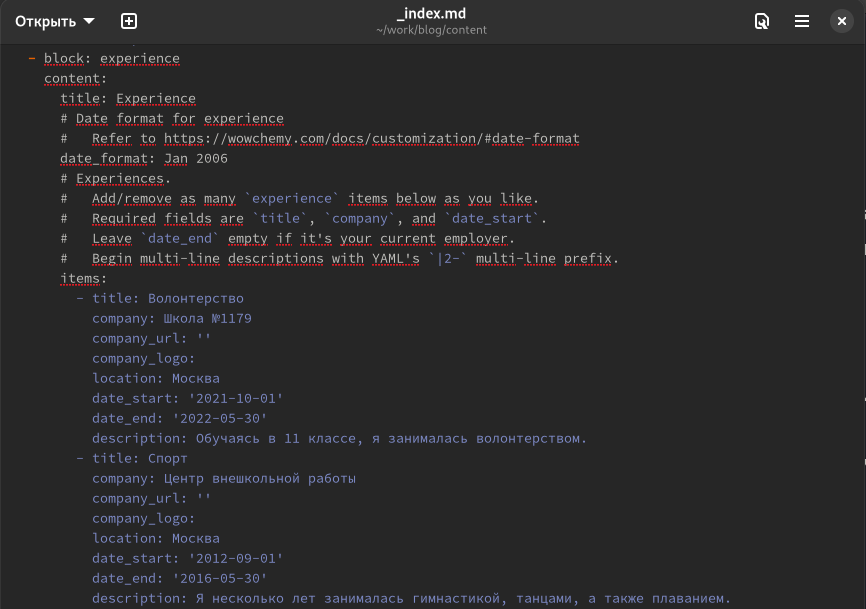 Открыть
_index.md
~/work/blog/content
- block: experience
content:
title: Experience
# Date format for experience
#   Refer to https://wowchemy.com/docs/customization/#date-format
date_format: Jan 2006
# Experiences.
#   Add/remove as many `experience` items below as you like.
#   Required fields are `title`, `company`, and `date_start`.
#   Leave `date_end` empty if it's your current employer.
#   Begin multi-line descriptions with YAML's `|2-` multi-line prefix.
items:
- title: Волонтерство
company: Школа №1179
company_url: ''
company_logo:
location: Москва
date_start: '2021-10-01'
date_end: '2022-05-30'
description: Обучаясь в 11 классе, я занималась волонтерством.
- title: Спорт
company: Центр внешкольной работы
company_url: ''
company_logo:
location: Москва
date_start: '2012-09-01'
date_end: '2016-05-30'
description: Я несколько лет занималась гимнастикой, танцами, а также плаванием.